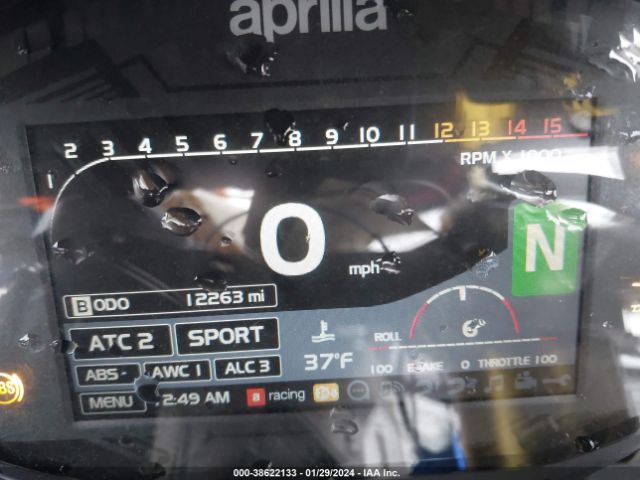 aprilia
1 2 3 4 5 6 7 8 9 10 11 12 13 14 15
RPM X 1000
0 mph
N
B ODO 12263 mi
ATC 2 SPORT
ABS - AWC 1 ALC 3
37°F
ROLL
100 0 THROTTLE 100
MENU 2:49 AM a racing
ABS
000-38622133 - 01/29/2024 - IAA Inc.